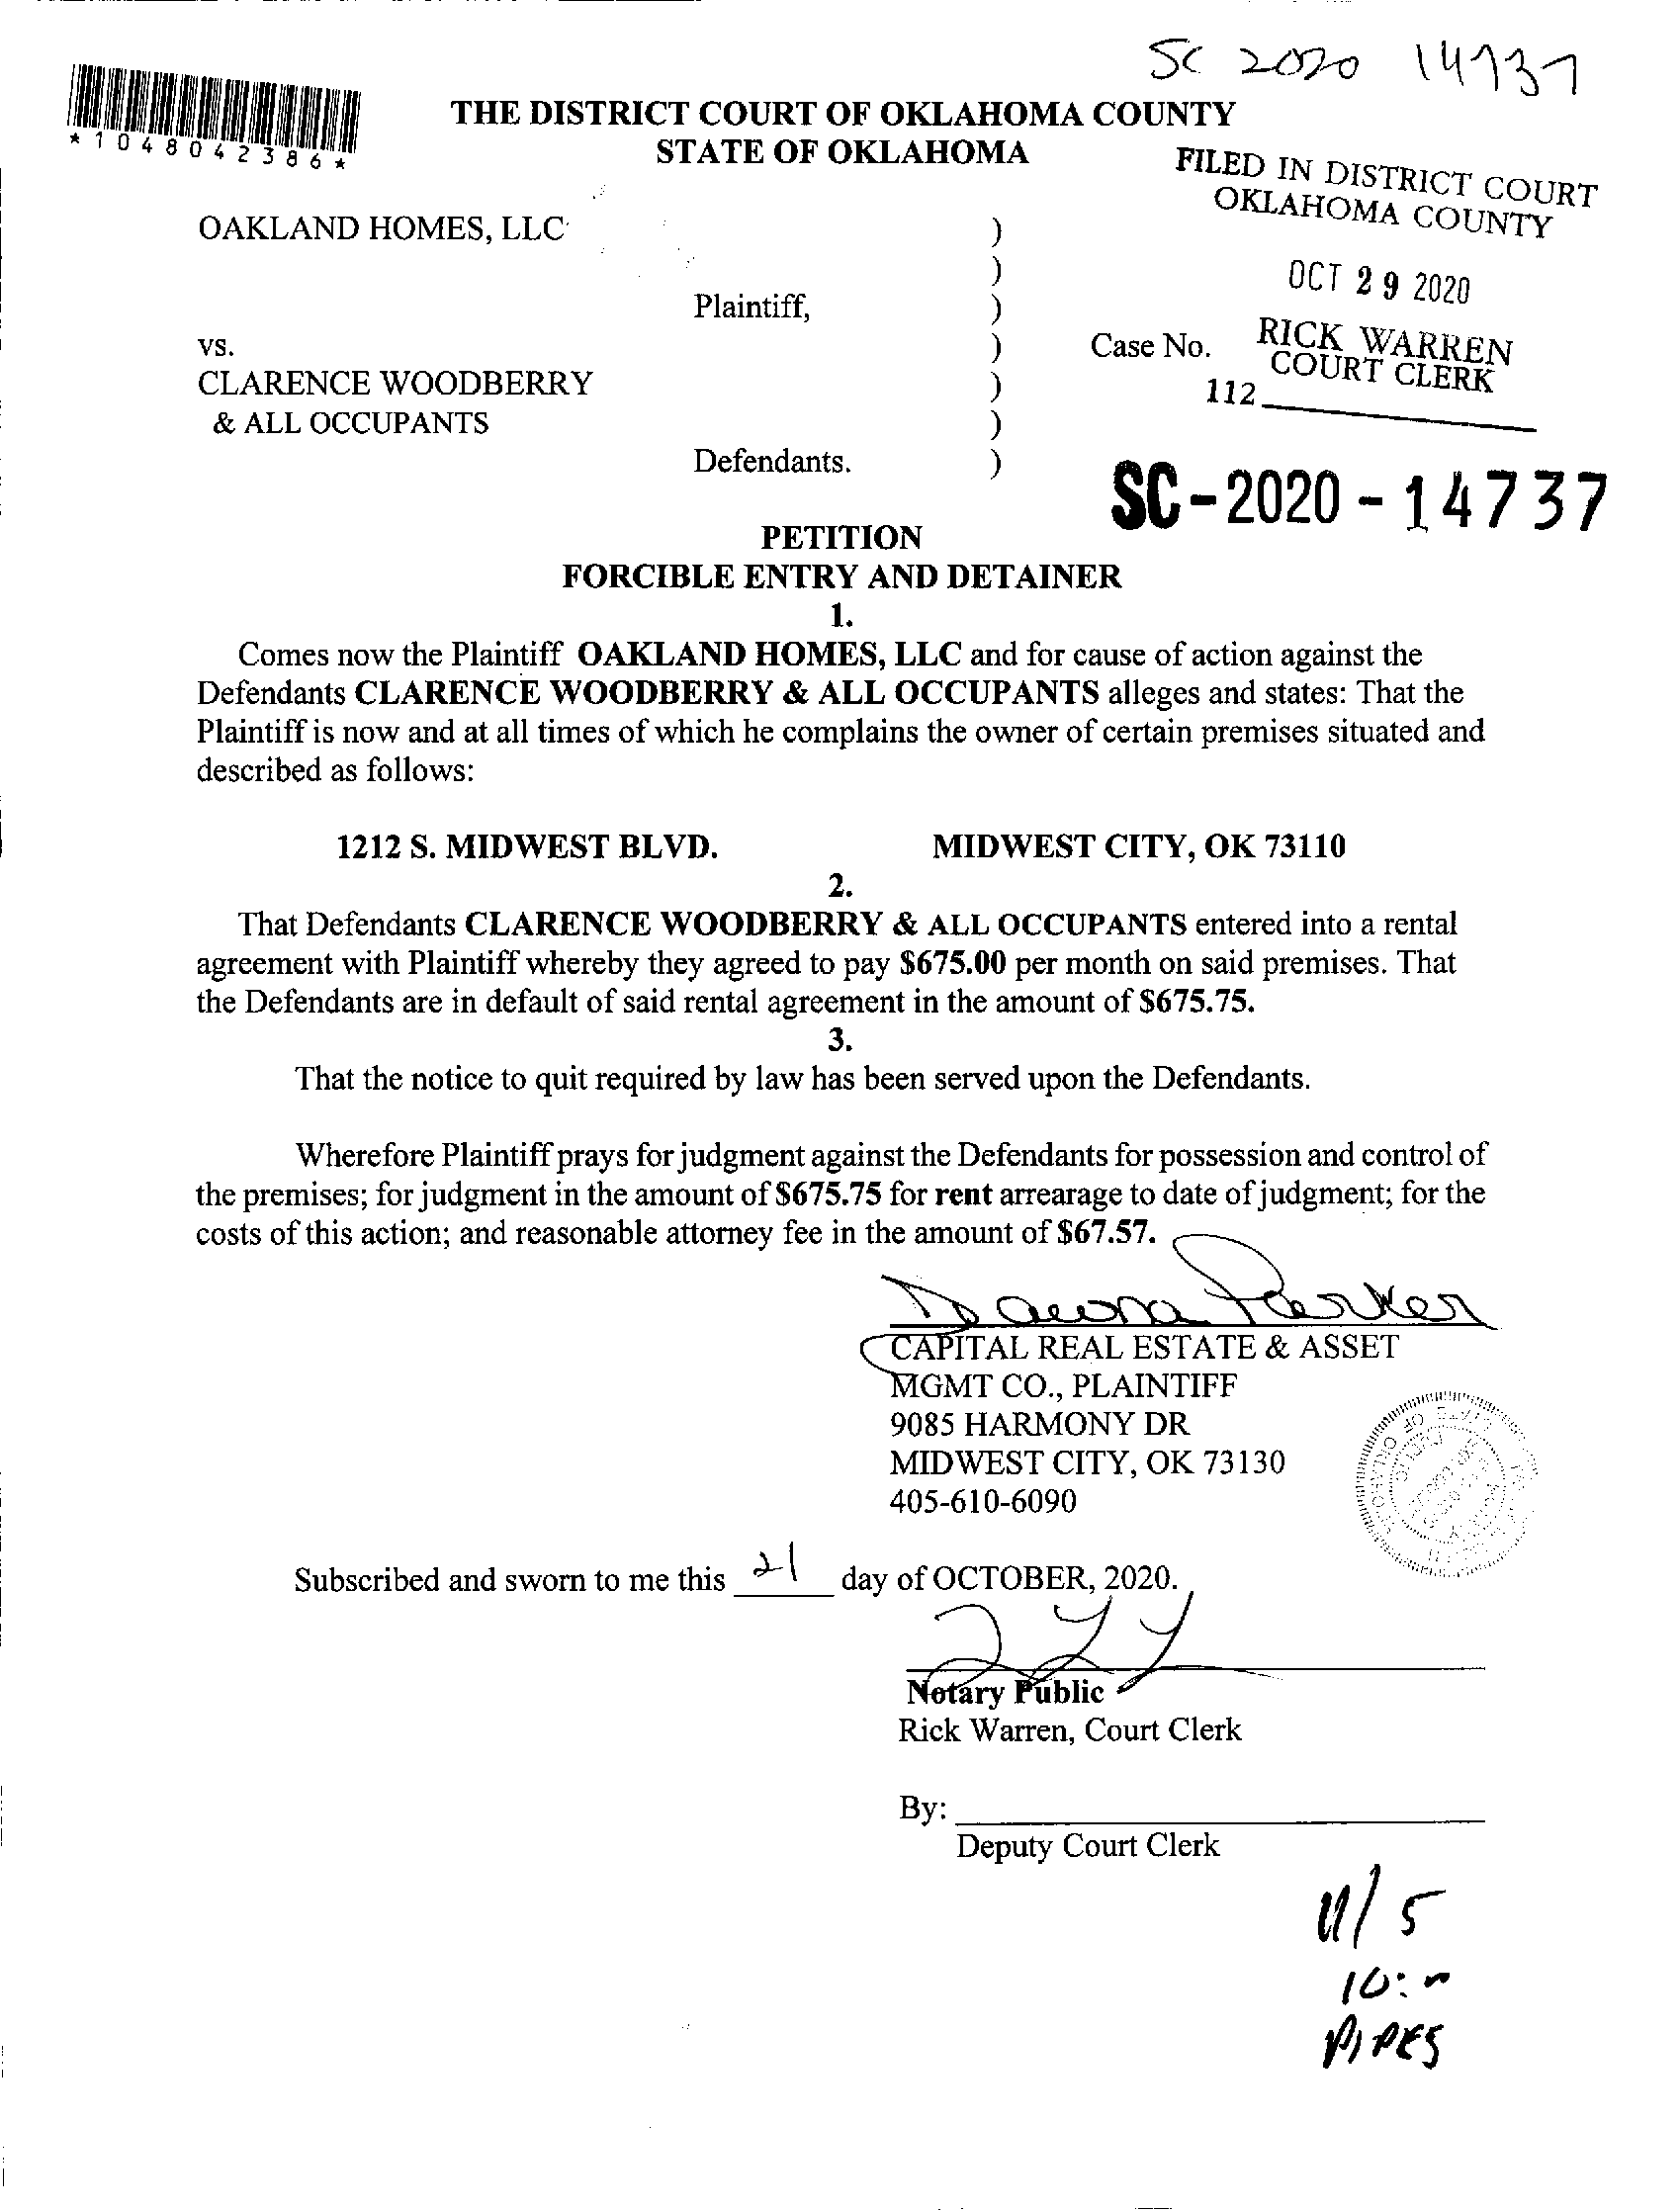 SC 2020 14737
*1048042386*
THE DISTRICT COURT OF OKLAHOMA COUNTY
STATE OF OKLAHOMA
FILED IN DISTRICT COURT
OKLAHOMA COUNTY
OCT 29 2020
RICK WARREN
COURT CLERK
112
OAKLAND HOMES, LLC )
)
Plaintiff, )
vs. ) Case No.
CLARENCE WOODBERRY )
& ALL OCCUPANTS )
Defendants. )
SC-2020-14737
PETITION
FORCIBLE ENTRY AND DETAINER
1.
Comes now the Plaintiff OAKLAND HOMES, LLC and for cause of action against the
Defendants CLARENCE WOODBERRY & ALL OCCUPANTS alleges and states: That the
Plaintiff is now and at all times of which he complains the owner of certain premises situated and
described as follows:
1212 S. MIDWEST BLVD. MIDWEST CITY, OK 73110
2.
That Defendants CLARENCE WOODBERRY & ALL OCCUPANTS entered into a rental
agreement with Plaintiff whereby they agreed to pay $675.00 per month on said premises. That
the Defendants are in default of said rental agreement in the amount of $675.75.
3.
That the notice to quit required by law has been served upon the Defendants.
Wherefore Plaintiff prays for judgment against the Defendants for possession and control of
the premises; for judgment in the amount of $675.75 for rent arrearage to date of judgment; for the
costs of this action; and reasonable attorney fee in the amount of $67.57.
Dawna Parker
CAPITAL REAL ESTATE & ASSET
MGMT CO., PLAINTIFF
9085 HARMONY DR
MIDWEST CITY, OK 73130
405-610-6090
Subscribed and sworn to me this 21 day of OCTOBER, 2020.
Notary Public
Rick Warren, Court Clerk
By:
Deputy Court Clerk
11/5
10:
PIPES